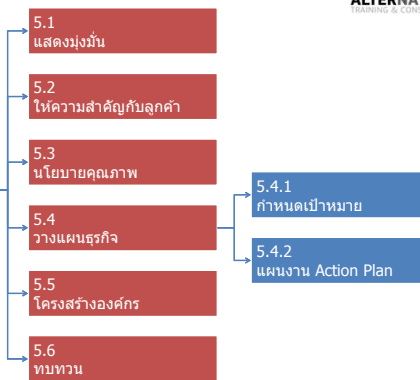 5.1
แสดงมุ่งมั่น
5.2
ให้ความสำคัญกับลูกค้า
5.3
นโยบายคุณภาพ
5.4
วางแผนธุรกิจ
5.4.1
กำหนดเป้าหมาย
5.4.2
แผนงาน Action Plan
5.5
โครงสร้างองค์กร
5.6
ทบทวน